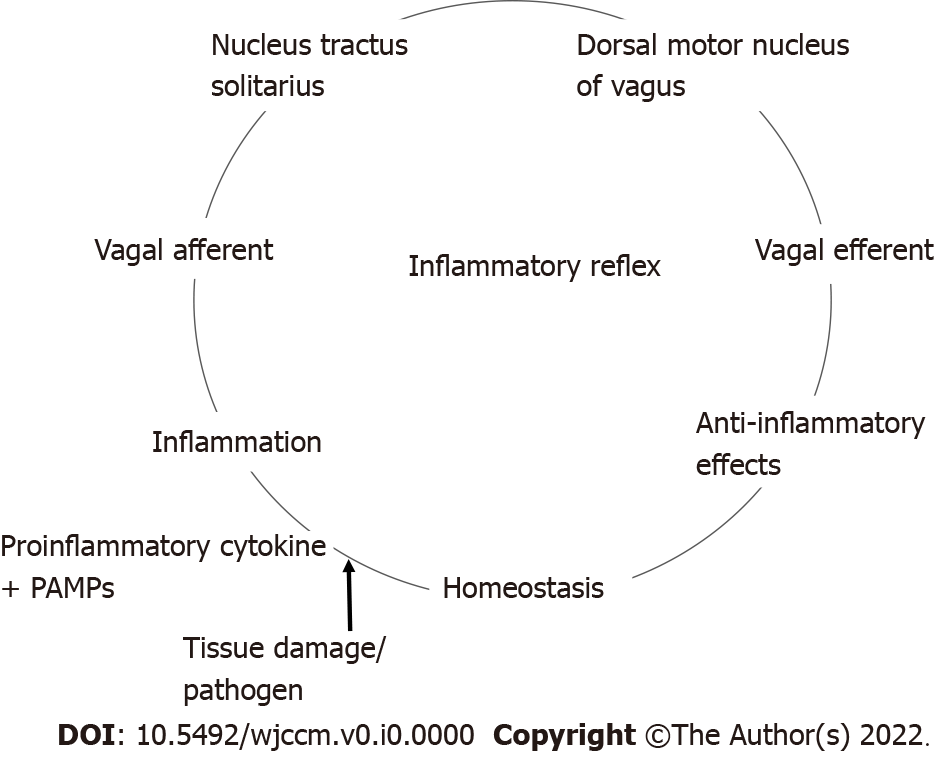 Nucleus tractus
solitarius
Dorsal motor nucleus
of vagus
Vagal afferent
Inflammatory reflex
Vagal efferent
Inflammation
Anti-inflammatory
effects
Proinflammatory cytokine
+ PAMPs
Homeostasis
Tissue damage/
pathogen
DOI: 10.5492/wjccm.v0.i0.0000 Copyright ©The Author(s) 2022.